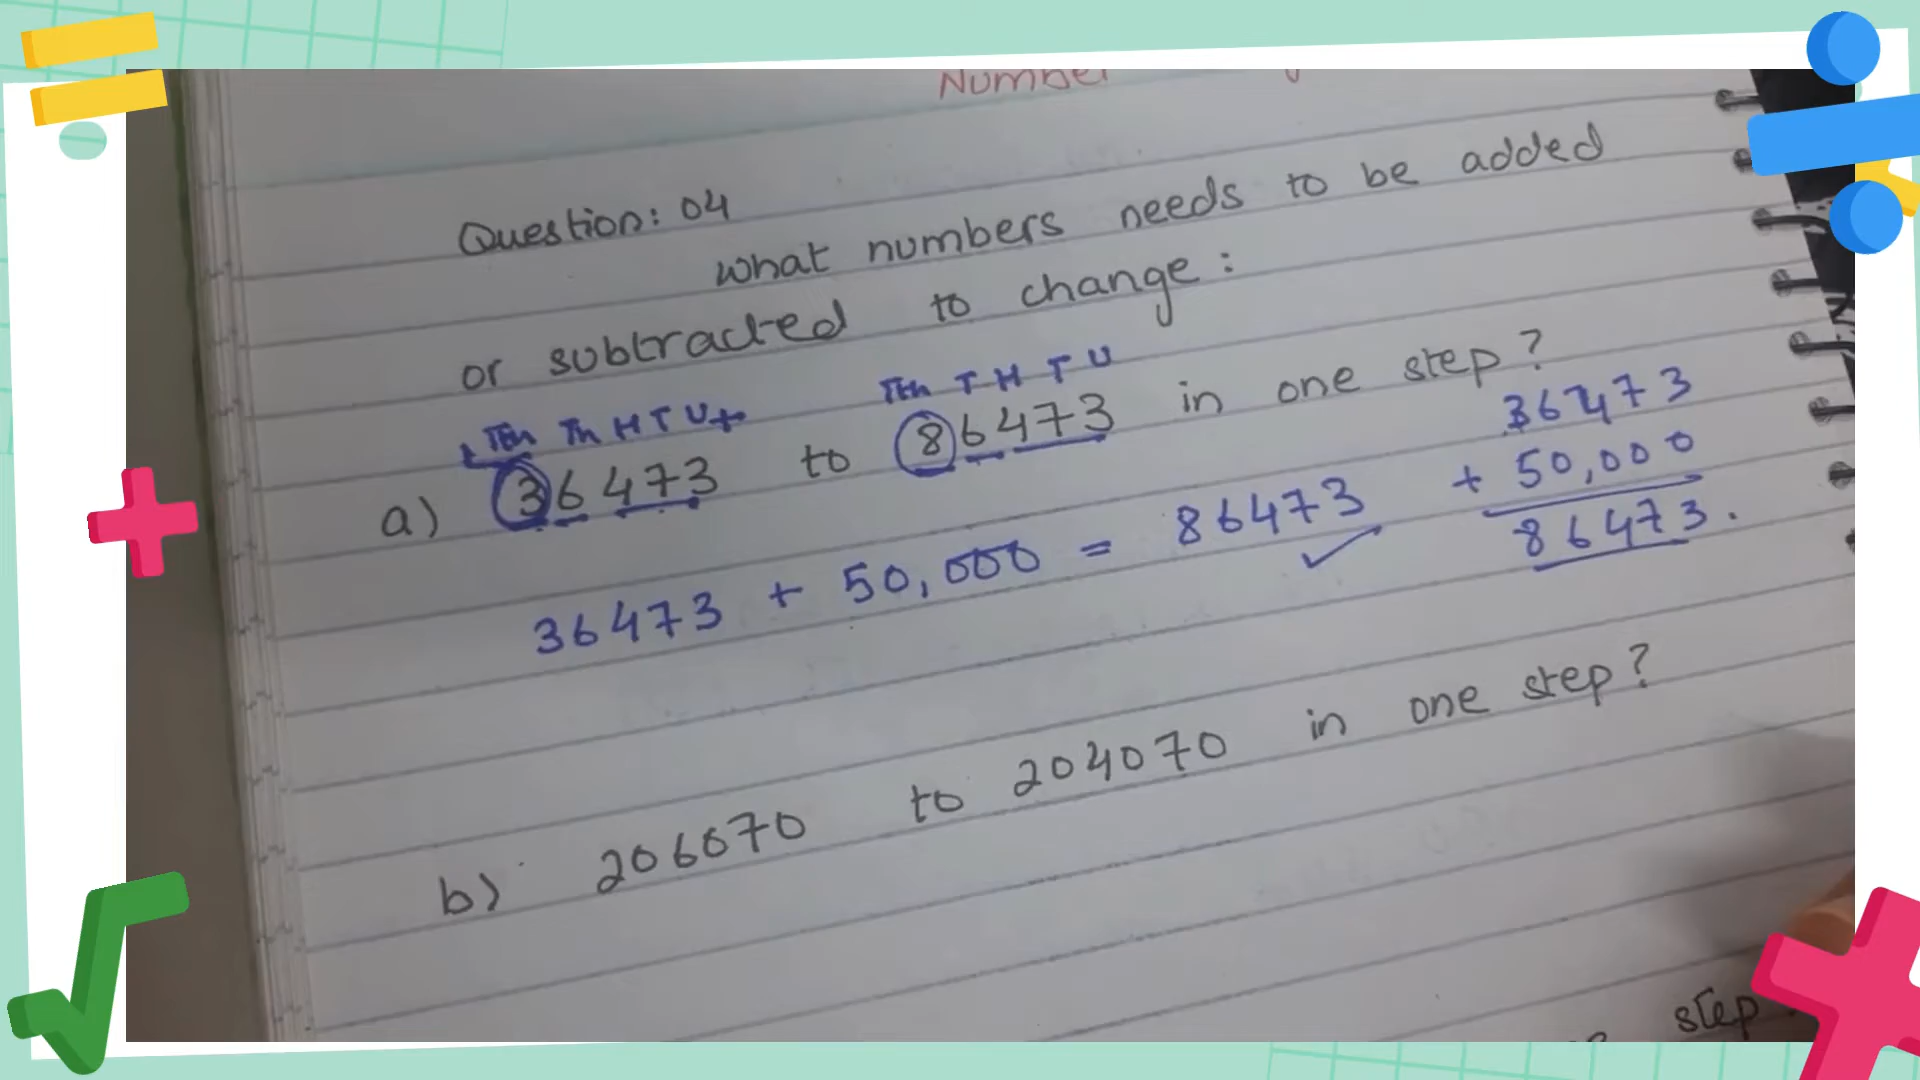 Number
Question: 04
What numbers needs to be added
or subtracted to change:
Tth Th H T U
Tth T H T U
a) 36473 to 86473 in one step?
36473 + 50,000 = 86473
36473
+ 50,000
86473.
b) 206070 to 204070 in one step?
step